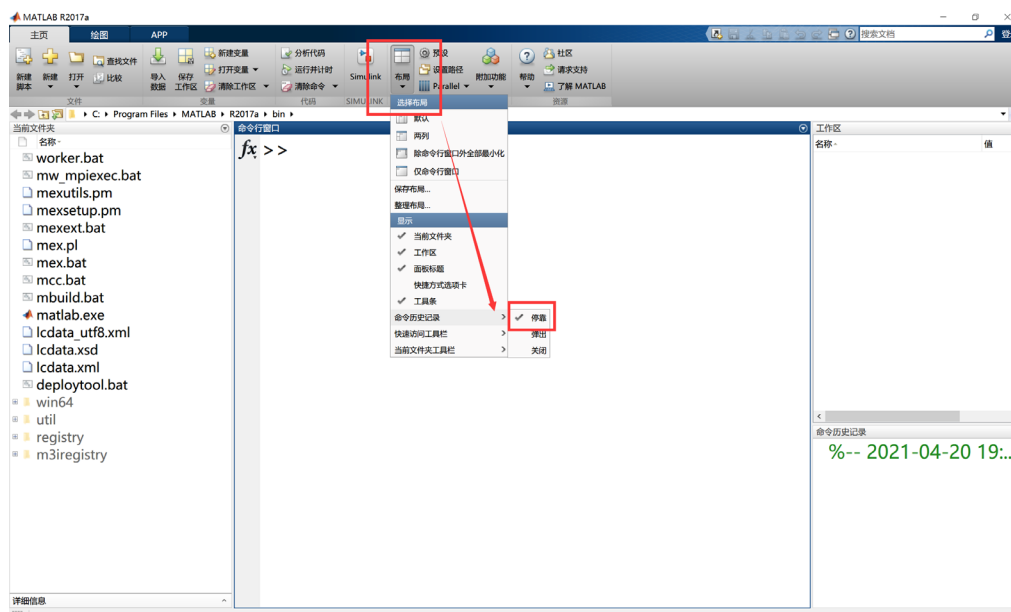 MATLAB R2017a
主页 绘图 APP
搜索文档
登
新建脚本
新建
打开
查找文件
比较
导入数据
保存工作区
新建变量
打开变量
清除工作区
分析代码
运行并计时
清除命令
Simulink
布局
预设
设置路径
Parallel
附加功能
帮助
社区
请求支持
了解 MATLAB
文件 变量 代码 SIMULINK 资源
C: Program Files MATLAB R2017a bin
当前文件夹
名称
worker.bat
mw_mpiexec.bat
mexutils.pm
mexsetup.pm
mexext.bat
mex.pl
mex.bat
mcc.bat
mbuild.bat
matlab.exe
lcdata_utf8.xml
lcdata.xsd
lcdata.xml
deploytool.bat
win64
util
registry
m3iregistry
详细信息
命令行窗口
fx >>
选择布局
默认
两列
除命令行窗口外全部最小化
仅命令行窗口
保存布局...
整理布局...
显示
当前文件夹
工作区
面板标题
快捷方式选项卡
工具条
命令历史记录
快速访问工具栏
当前文件夹工具栏
停靠
弹出
关闭
工作区
名称 值
命令历史记录
%-- 2021-04-20 19:..